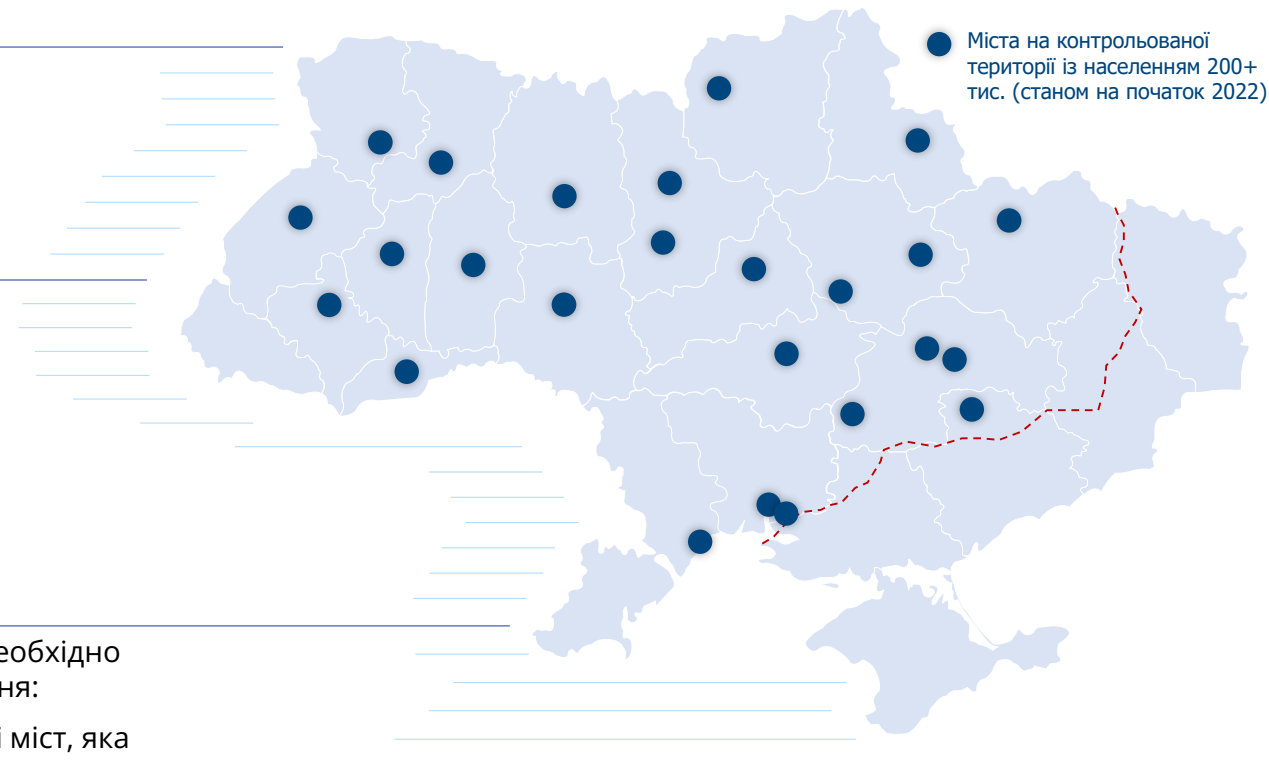 Міста на контрольованої
території із населенням 200+
тис. (станом на початок 2022)
еобхідно
ня:
і міст, яка